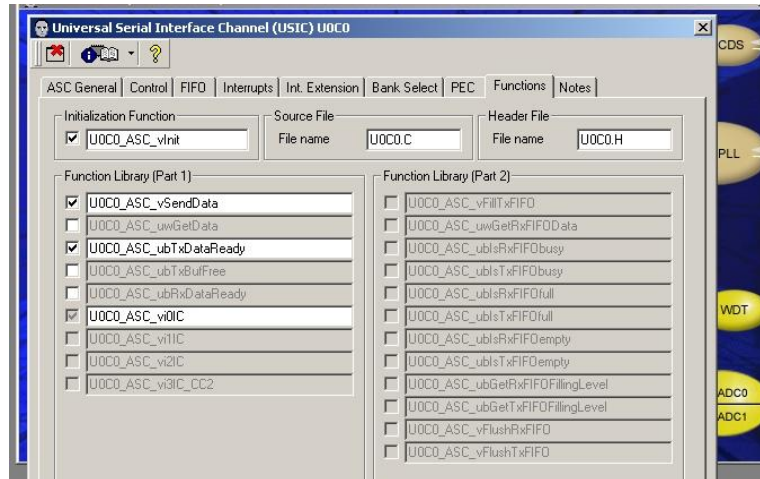 Universal Serial Interface Channel (USIC) U0C0
ASC General Control FIFO Interrupts Int. Extension Bank Select PEC Functions Notes
Initialization Function
U0C0_ASC_vInit
Source File
File name U0C0.C
Header File
File name U0C0.H
Function Library (Part 1)
U0C0_ASC_vSendData
U0C0_ASC_uwGetData
U0C0_ASC_ubTxDataReady
U0C0_ASC_ubTxBufFree
U0C0_ASC_ubRxDataReady
U0C0_ASC_vi0IC
U0C0_ASC_vi1IC
U0C0_ASC_vi2IC
U0C0_ASC_vi3IC_CC2
Function Library (Part 2)
U0C0_ASC_vFillTxFIFO
U0C0_ASC_uwGetRxFIFOData
U0C0_ASC_ubIsRxFIFObusy
U0C0_ASC_ubIsTxFIFObusy
U0C0_ASC_ubIsRxFIFOfull
U0C0_ASC_ubIsTxFIFOfull
U0C0_ASC_ubIsRxFIFOempty
U0C0_ASC_ubIsTxFIFOempty
U0C0_ASC_ubGetRxFIFOFillingLevel
U0C0_ASC_ubGetTxFIFOFillingLevel
U0C0_ASC_vFlushRxFIFO
U0C0_ASC_vFlushTxFIFO
CDS
PLL
WDT
ADC0
ADC1